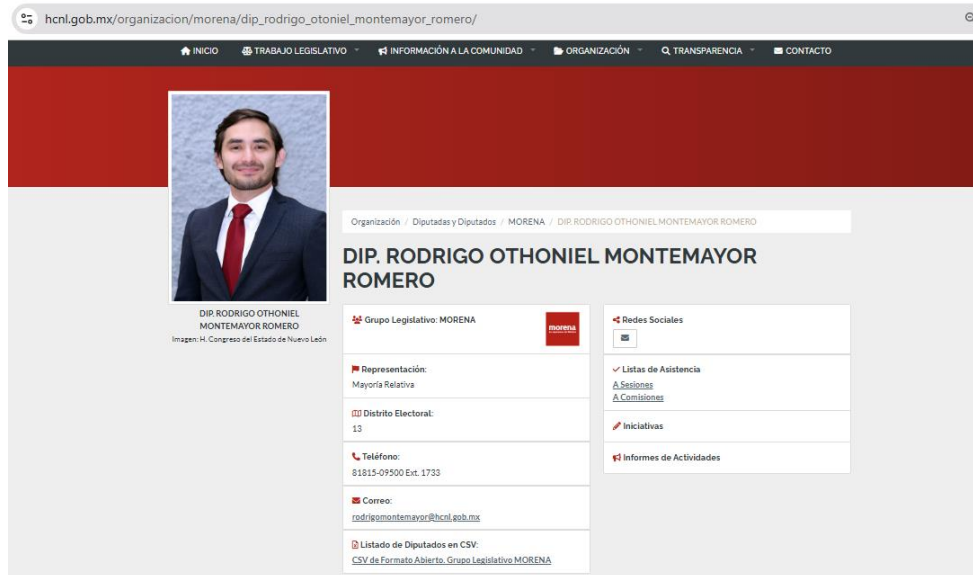 hcnl.gob.mx/organizacion/morena/dip_rodrigo_otoniel_montemayor_romero/
INICIO TRABAJO LEGISLATIVO INFORMACIÓN A LA COMUNIDAD ORGANIZACIÓN TRANSPARENCIA CONTACTO
Organización / Diputadas y Diputados / MORENA / DIP. RODRIGO OTHONIEL MONTEMAYOR ROMERO
DIP. RODRIGO OTHONIEL MONTEMAYOR
ROMERO
DIP. RODRIGO OTHONIEL
MONTEMAYOR ROMERO
Imagen: H. Congreso del Estado de Nuevo León
Grupo Legislativo: MORENA
morena
Representación:
Mayoría Relativa
Distrito Electoral:
13
Teléfono:
81815-09500 Ext. 1733
Correo:
rodrigomontemayor@hcnl.gob.mx
Listado de Diputados en CSV:
CSV de Formato Abierto. Grupo Legislativo MORENA
Redes Sociales
Listas de Asistencia
A Sesiones
A Comisiones
Iniciativas
Informes de Actividades